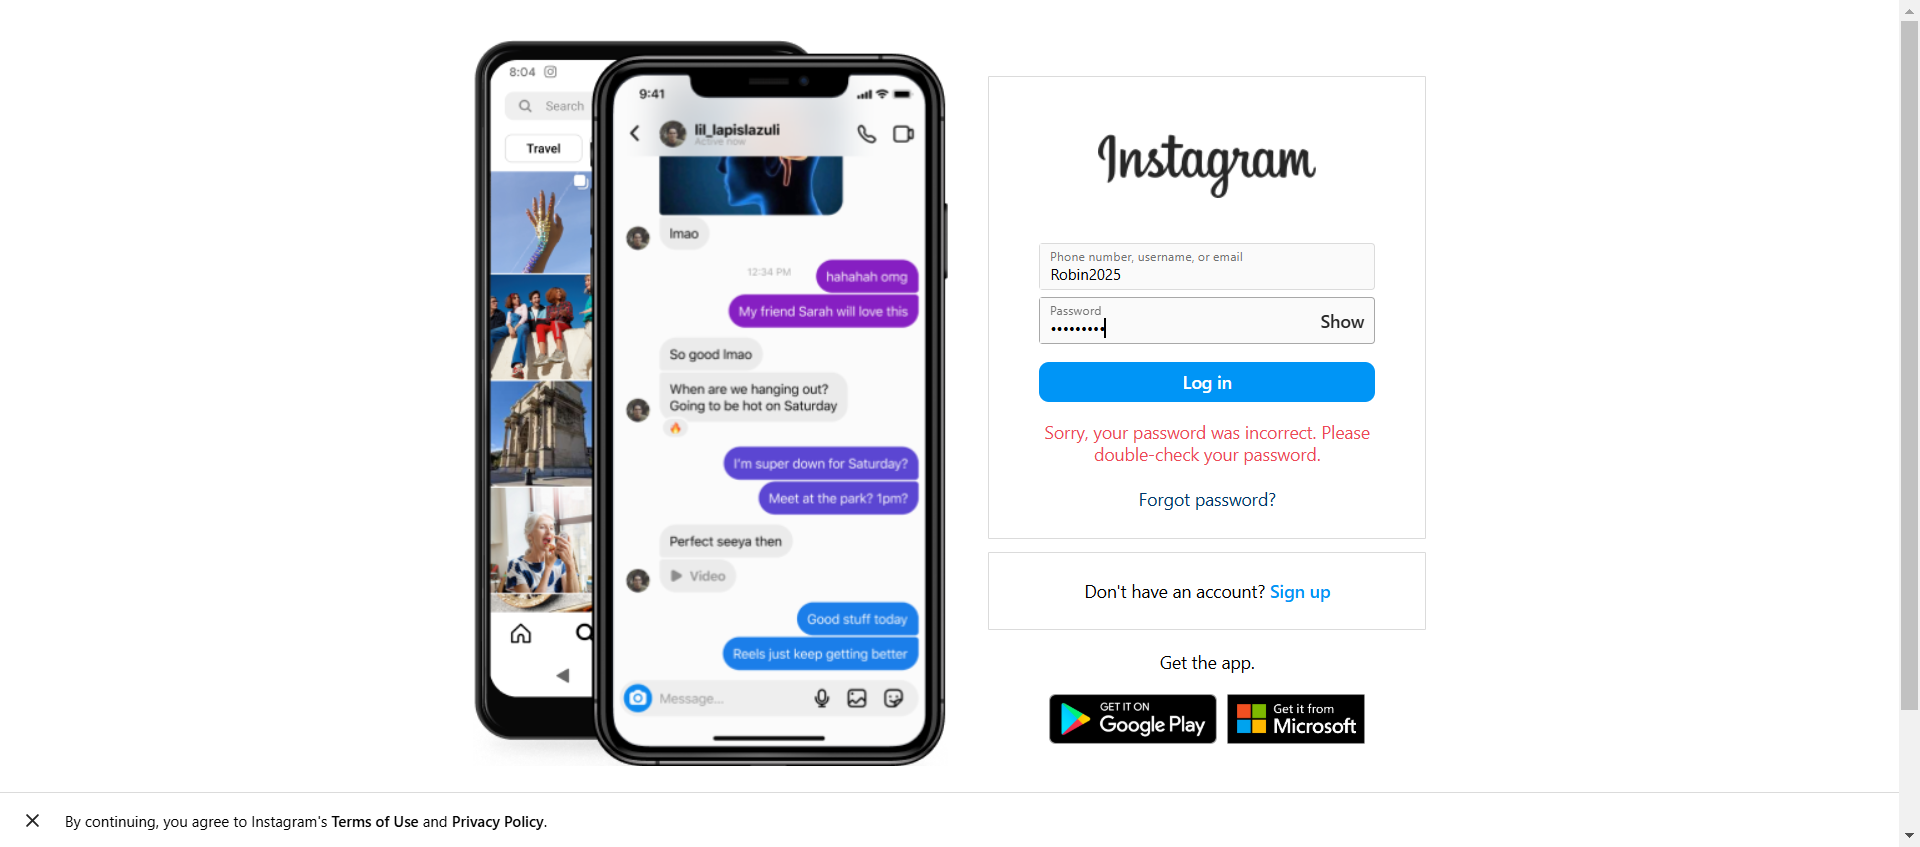 8:04
Search
Travel
9:41
lil_lapislazuli
Active now
lmao
12:34 PM
hahahah omg
My friend Sarah will love this
So good lmao
When are we hanging out?
Going to be hot on Saturday
I'm super down for Saturday?
Meet at the park? 1pm?
Perfect seeya then
Video
Good stuff today
Reels just keep getting better
Message...
Instagram
Phone number, username, or email
Robin2025
Password
•••••••••
Show
Log in
Sorry, your password was incorrect. Please
double-check your password.
Forgot password?
Don't have an account? Sign up
Get the app.
GET IT ON
Google Play
Get it from
Microsoft
By continuing, you agree to Instagram's Terms of Use and Privacy Policy.